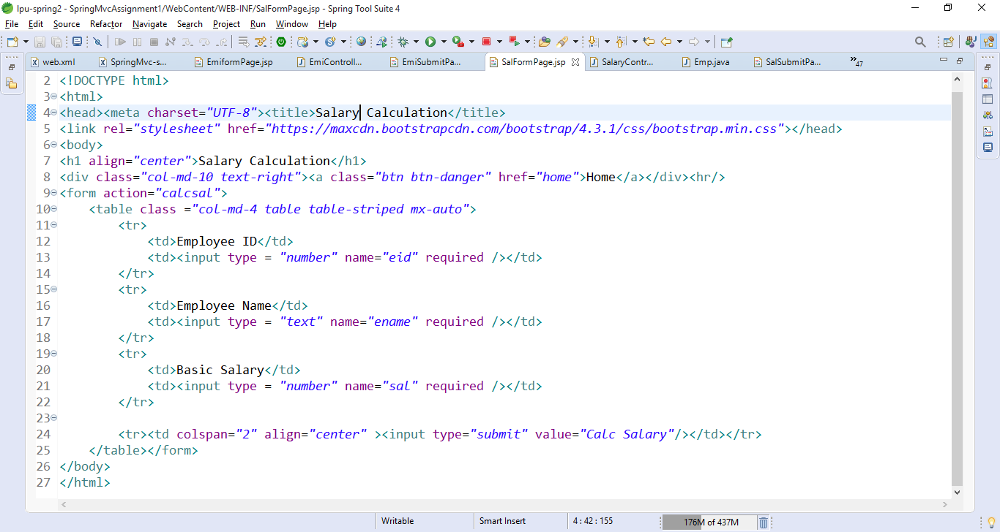 lpu-spring2 - SpringMvcAssignment1/WebContent/WEB-INF/SalFormPage.jsp - Spring Tool Suite 4
File Edit Source Refactor Navigate Search Project Run Window Help
web.xml SpringMvc-s... EmiformPage.jsp EmiControll... EmiSubmitPa... SalFormPage.jsp SalaryContr... Emp.java SalSubmitPa... »47
2 <!DOCTYPE html>
3 <html>
4 <head><meta charset="UTF-8"><title>Salary Calculation</title>
5 <link rel="stylesheet" href="https://maxcdn.bootstrapcdn.com/bootstrap/4.3.1/css/bootstrap.min.css"></head>
6 <body>
7 <h1 align="center">Salary Calculation</h1>
8 <div class="col-md-10 text-right"><a class="btn btn-danger" href="home">Home</a></div><hr/>
9 <form action="calcsal">
10 <table class ="col-md-4 table table-striped mx-auto">
11 <tr>
12 <td>Employee ID</td>
13 <td><input type = "number" name="eid" required /></td>
14 </tr>
15 <tr>
16 <td>Employee Name</td>
17 <td><input type = "text" name="ename" required /></td>
18 </tr>
19 <tr>
20 <td>Basic Salary</td>
21 <td><input type = "number" name="sal" required /></td>
22 </tr>
23
24 <tr><td colspan="2" align="center" ><input type="submit" value="Calc Salary"/></td></tr>
25 </table></form>
26 </body>
27 </html>
Writable Smart Insert 4 : 42 : 155 176M of 437M